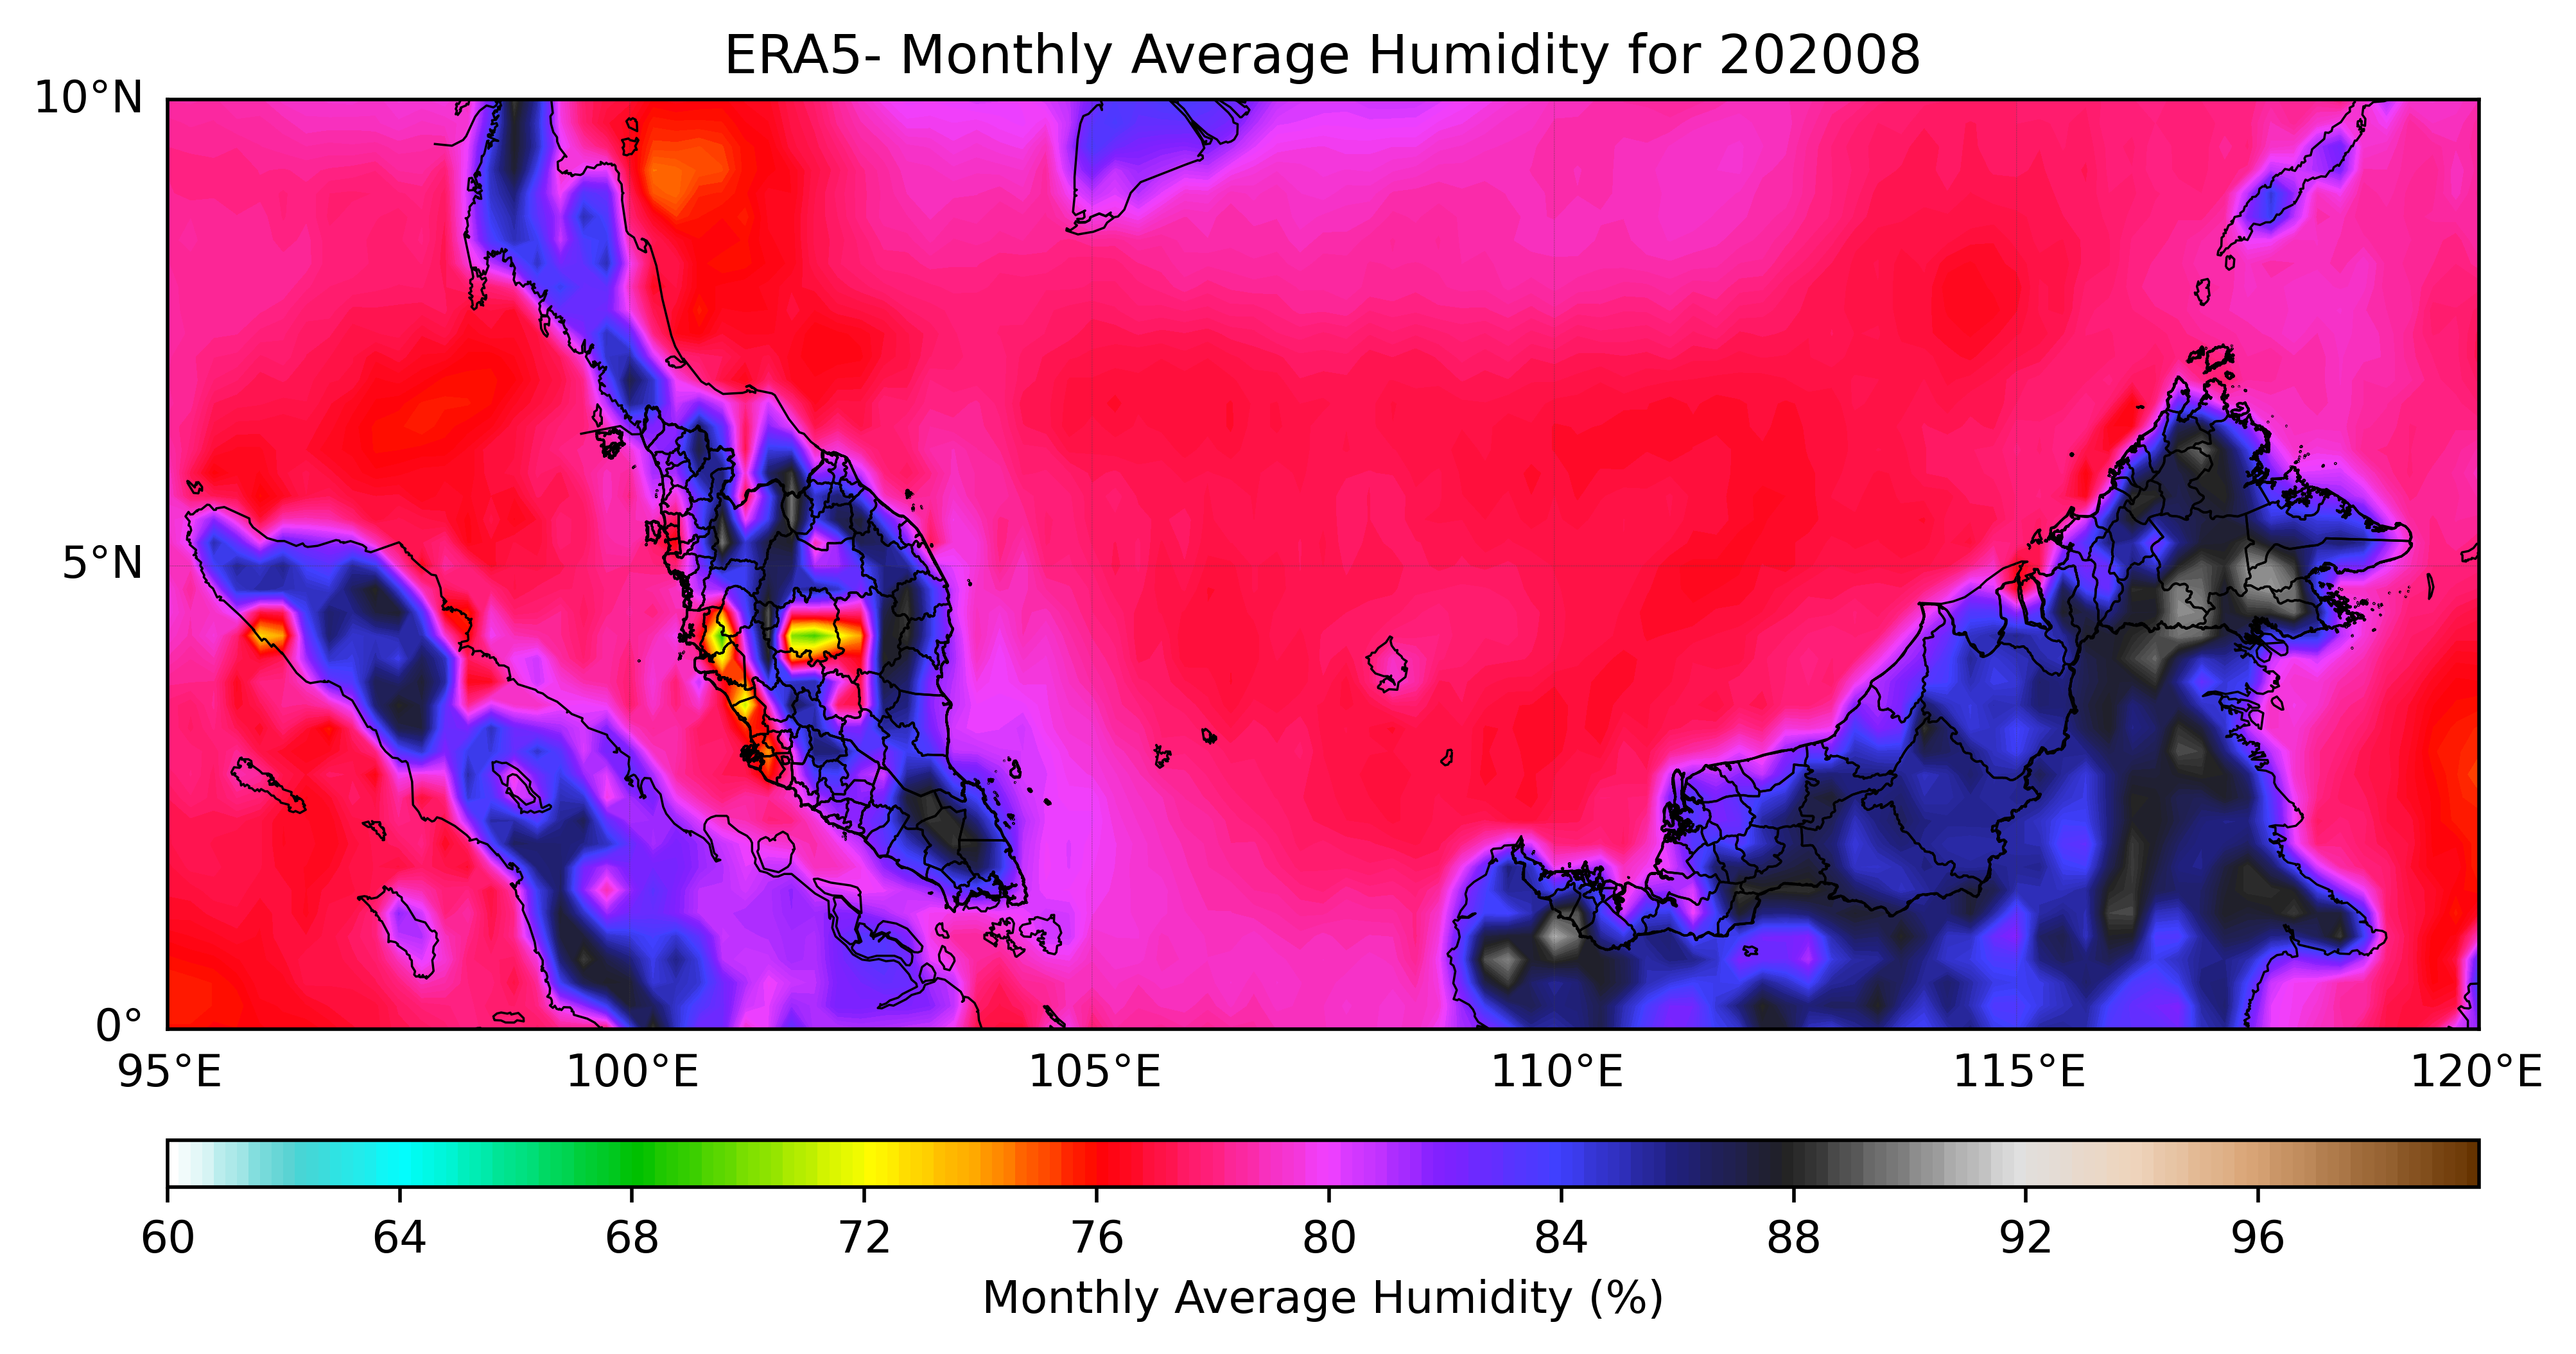 ERA5- Monthly Average Humidity for 202008
10°N
5°N
0°
95°E 100°E 105°E 110°E 115°E 120°E
60 64 68 72 76 80 84 88 92 96
Monthly Average Humidity (%)